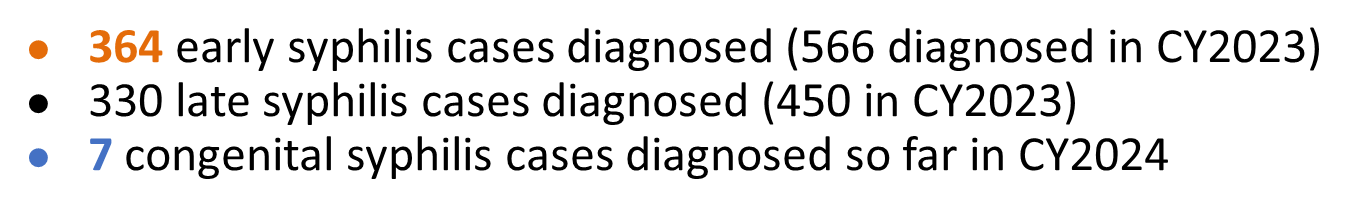 • 364 early syphilis cases diagnosed (566 diagnosed in CY2023)
• 330 late syphilis cases diagnosed (450 in CY2023)
• 7 congenital syphilis cases diagnosed so far in CY2024